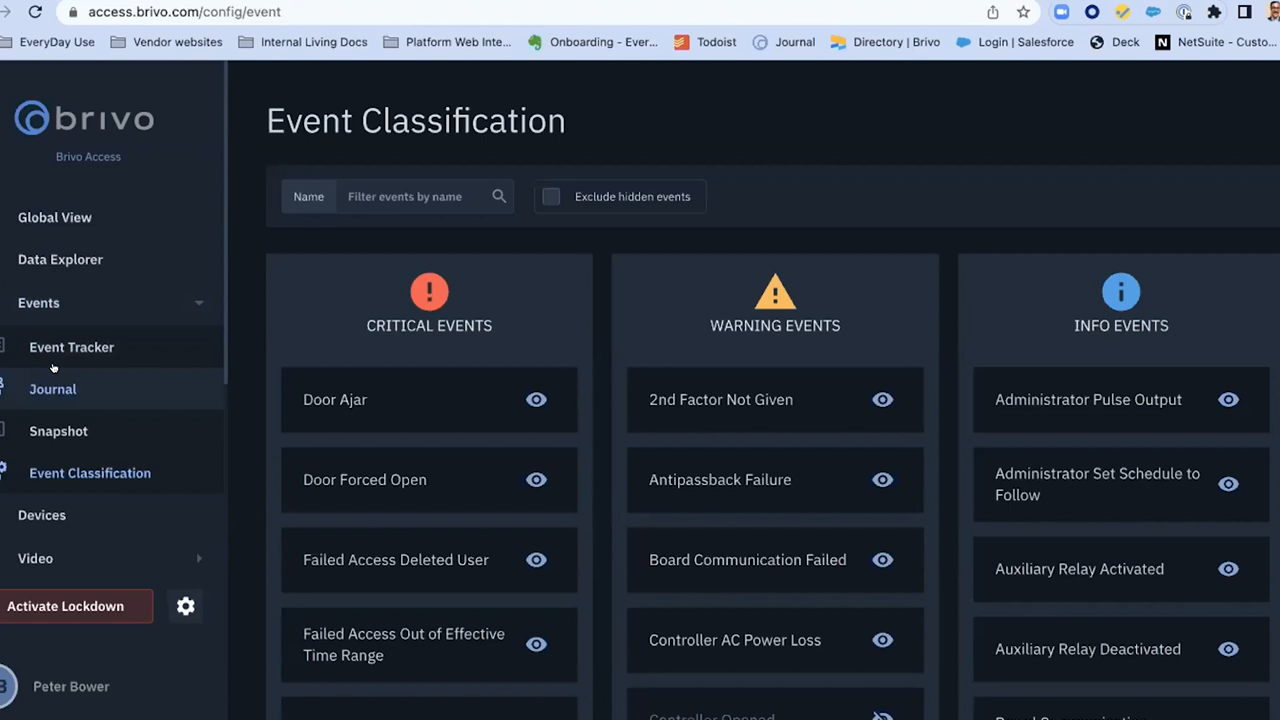 access.brivo.com/config/event
EveryDay Use
Vendor websites
Internal Living Docs
Platform Web Inte...
Onboarding - Ever...
Todoist
Journal
Directory | Brivo
Login | Salesforce
Deck
NetSuite - Custo...
brivo
Brivo Access
Global View
Data Explorer
Events
Event Tracker
Journal
Snapshot
Event Classification
Devices
Video
Activate Lockdown
B
Peter Bower
Event Classification
Name
Filter events by name
Exclude hidden events
CRITICAL EVENTS
Door Ajar
Door Forced Open
Failed Access Deleted User
Failed Access Out of Effective
Time Range
WARNING EVENTS
2nd Factor Not Given
Antipassback Failure
Board Communication Failed
Controller AC Power Loss
Controller Opened
INFO EVENTS
Administrator Pulse Output
Administrator Set Schedule to
Follow
Auxiliary Relay Activated
Auxiliary Relay Deactivated
Board Communication